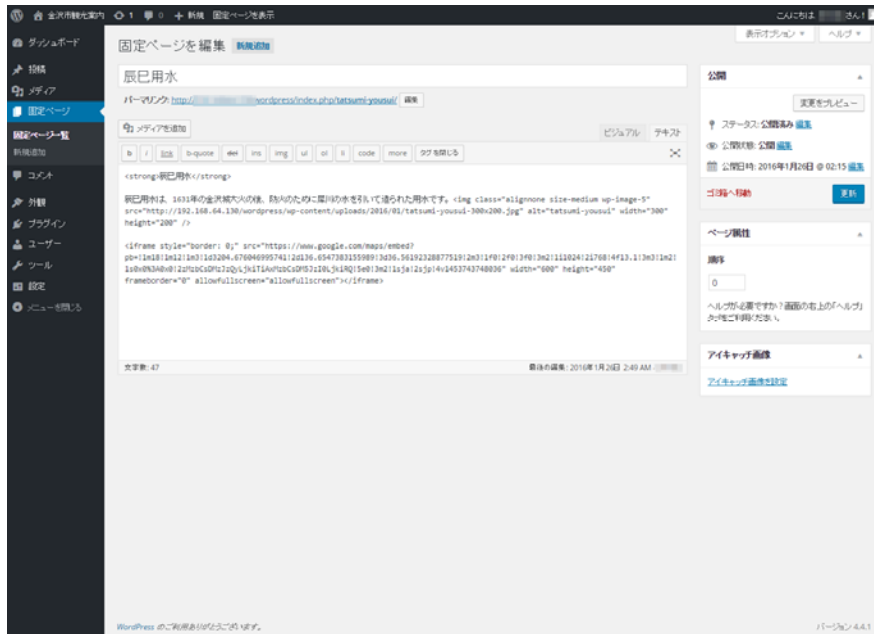 金沢市観光案内 1 0 + 新規 固定ページを表示
こんにちは、 さん!
表示オプション ▼ ヘルプ ▼
ダッシュボード
投稿
メディア
固定ページ
固定ページ一覧
新規追加
コメント
外観
プラグイン
ユーザー
ツール
設定
メニューを閉じる
固定ページを編集 新規追加
辰巳用水
パーマリンク: http:// wordpress/index.php/tatsumi-yousui/ 編集
メディアを追加
ビジュアル テキスト
b i link b-quote del ins img ul ol li code more タグを閉じる
<strong>辰巳用水</strong>
辰巳用水は、1631年の金沢城大火の後、防火のために犀川の水を引いて造られた用水です。<img class="alignnone size-medium wp-image-5"
src="http://192.168.64.130/wordpress/wp-content/uploads/2016/01/tatsumi-yousui-300x200.jpg" alt="tatsumi-yousui" width="300"
height="200" />
<iframe style="border: 0;" src="https://www.google.com/maps/embed?
width="600" height="450"
frameborder="0" allowfullscreen="allowfullscreen"></iframe>
文字数: 47
最後の編集: 2016年1月26日 2:49 AM
公開
変更をプレビュー
ステータス: 公開済み 編集
公開状態: 公開 編集
公開日時: 2016年1月26日 @ 02:15 編集
ゴミ箱へ移動 更新
ページ属性
順序
0
ヘルプが必要ですか? 画面の右上の「ヘルプ」
タブをご利用ください。
アイキャッチ画像
アイキャッチ画像を設定
WordPress のご利用ありがとうございます。
バージョン 4.4.1